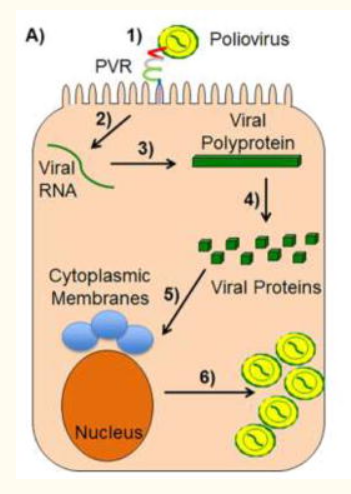 A)
1)
Poliovirus
PVR
2)
3)
Viral
Polyprotein
Viral
RNA
4)
Cytoplasmic
Membranes
5)
Viral Proteins
6)
Nucleus